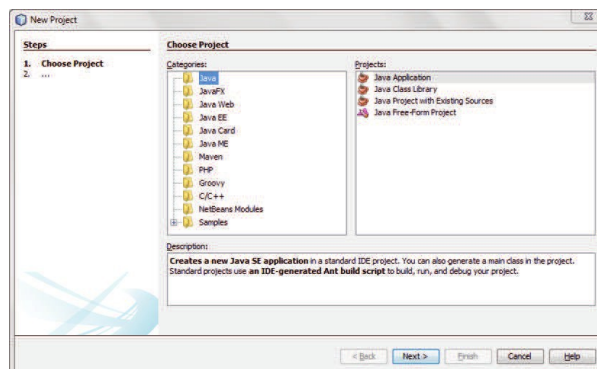 New Project
Steps
1. Choose Project
2. ...
Choose Project
Categories:
Java
JavaFX
Java Web
Java EE
Java Card
Java ME
Maven
PHP
Groovy
C/C++
NetBeans Modules
Samples
Projects:
Java Application
Java Class Library
Java Project with Existing Sources
Java Free-Form Project
Description:
Creates a new Java SE application in a standard IDE project. You can also generate a main class in the project.
Standard projects use an IDE-generated Ant build script to build, run, and debug your project.
< Back
Next >
Finish
Cancel
Help